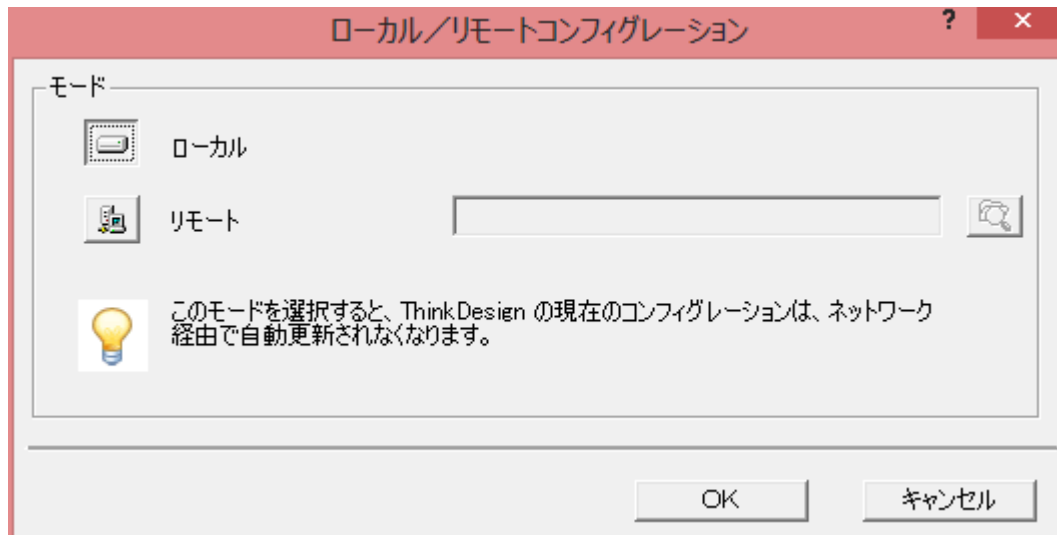 ローカル／リモートコンフィグレーション
? ×
モード
ローカル
リモート
このモードを選択すると、ThinkDesign の現在のコンフィグレーションは、ネットワーク
経由で自動更新されなくなります。
OK キャンセル